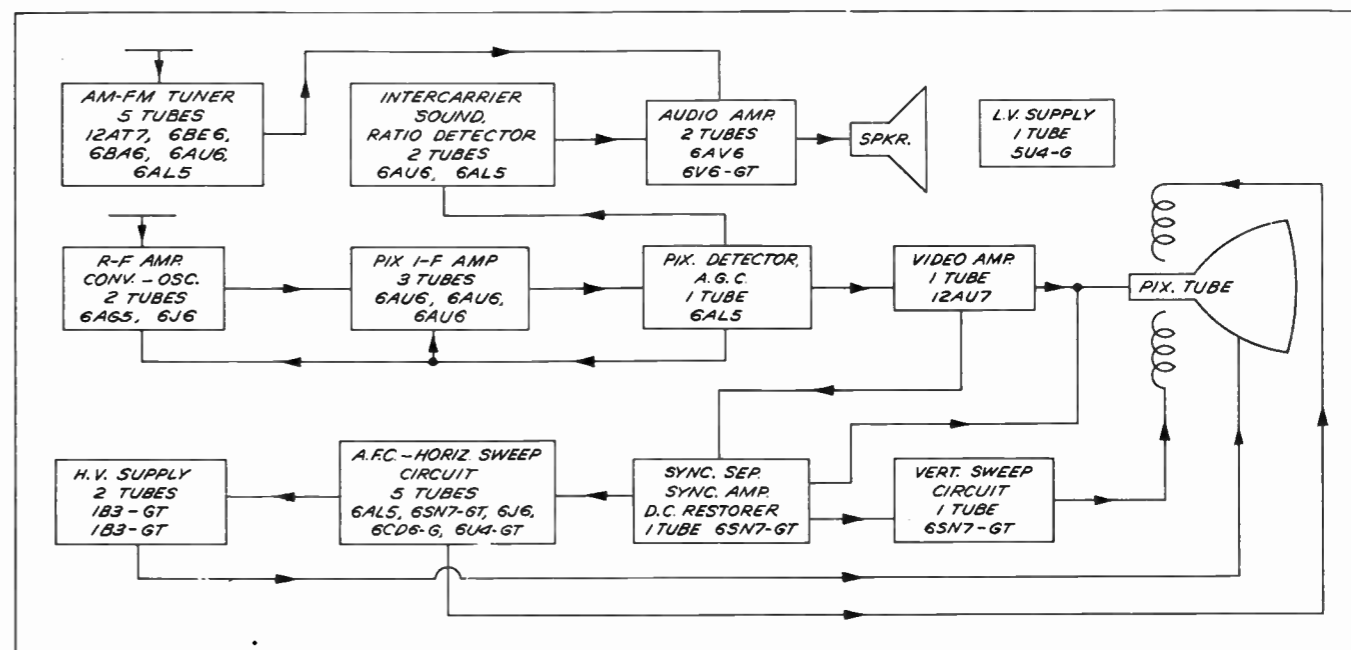 AM-FM TUNER
5 TUBES
12AT7, 6BE6,
6BA6, 6AU6,
6AL5
INTERCARRIER
SOUND,
RATIO DETECTOR
2 TUBES
6AU6, 6AL5
AUDIO AMP.
2 TUBES
6AV6
6V6-GT
SPKR.
L.V. SUPPLY
1 TUBE
5U4-G
R-F AMP.
CONV.-OSC.
2 TUBES
6AG5, 6J6
PIX I-F AMP
3 TUBES
6AU6, 6AU6,
6AU6
PIX. DETECTOR,
A.G.C.
1 TUBE
6AL5
VIDEO AMP.
1 TUBE
12AU7
PIX. TUBE
H.V. SUPPLY
2 TUBES
1B3-GT
1B3-GT
A.F.C.-HORIZ. SWEEP
CIRCUIT
5 TUBES
6AL5, 6SN7-GT, 6J6,
6CD6-G, 6U4-GT
SYNC. SEP.
SYNC. AMP.
D.C. RESTORER
1 TUBE 6SN7-GT
VERT. SWEEP
CIRCUIT
1 TUBE
6SN7-GT